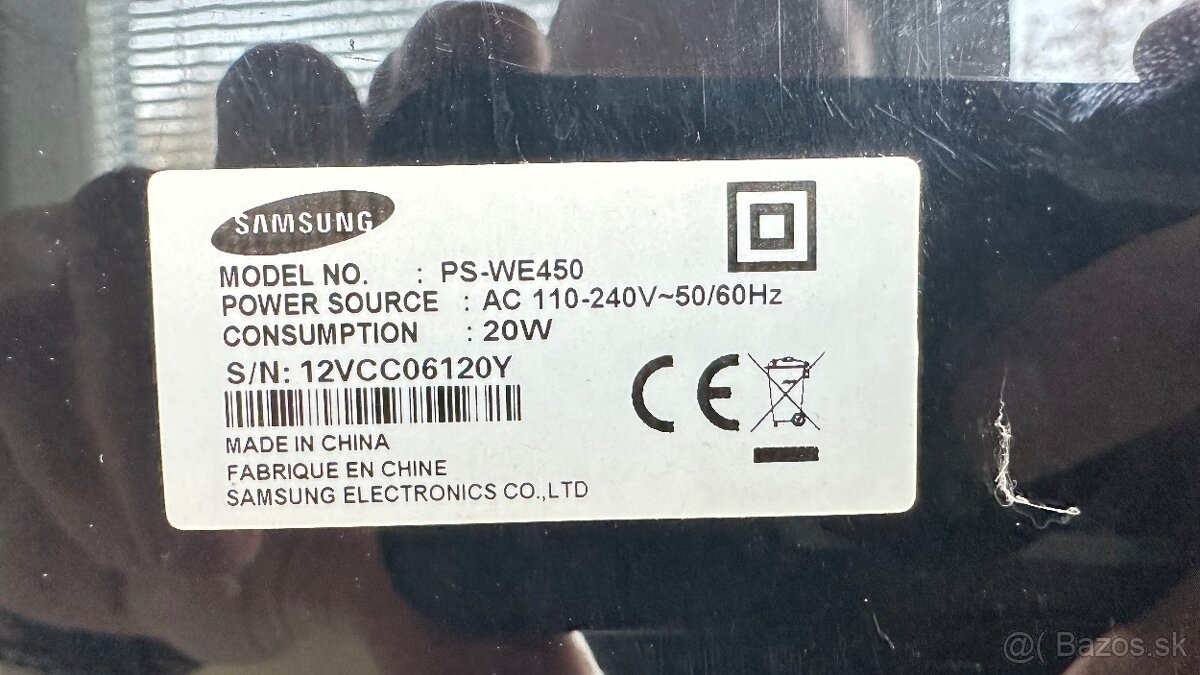 SAMSUNG
MODEL NO. : PS-WE450
POWER SOURCE : AC 110-240V~50/60Hz
CONSUMPTION : 20W
S/N: 12VCC06120Y
CE
MADE IN CHINA
FABRIQUE EN CHINE
SAMSUNG ELECTRONICS CO.,LTD
@( Bazos.sk